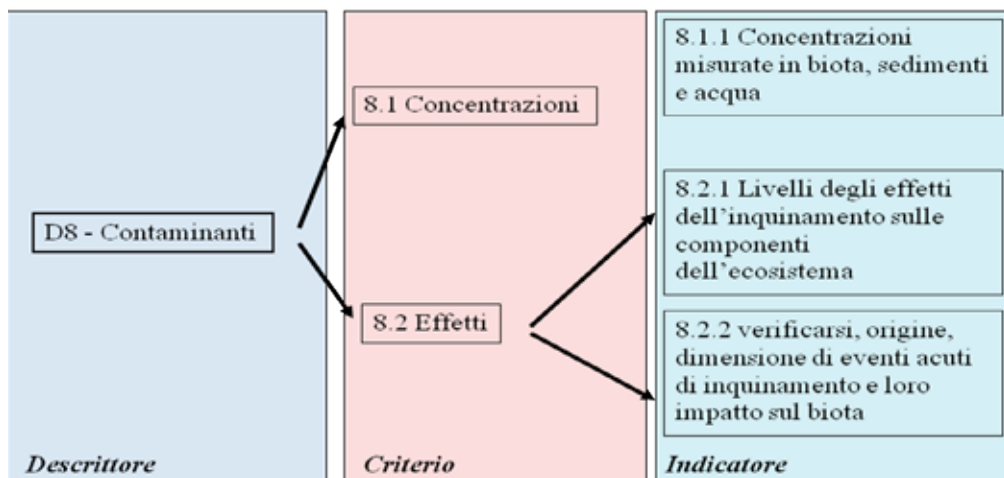 D8 - Contaminanti
Descrittore
8.1 Concentrazioni
8.2 Effetti
Criterio
8.1.1 Concentrazioni
misurate in biota, sedimenti
e acqua
8.2.1 Livelli degli effetti
dell'inquinamento sulle
componenti
dell'ecosistema
8.2.2 verificarsi, origine,
dimensione di eventi acuti
di inquinamento e loro
impatto sul biota
Indicatore